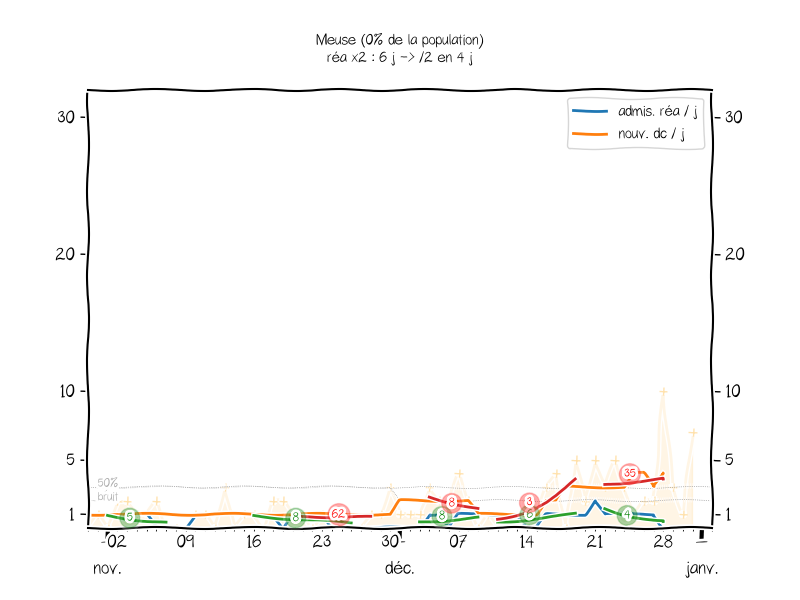 Meuse (0% de la population)
réa x2 : 6 j -> /2 en 4 j
admis. réa / j
nouv. dc / j
30 30
20 20
10 10
5 5
1 1
50%
bruit
5 8 62 8 8 3 6 35 4
02 09 16 23 30 07 14 21 28
nov. déc. janv.